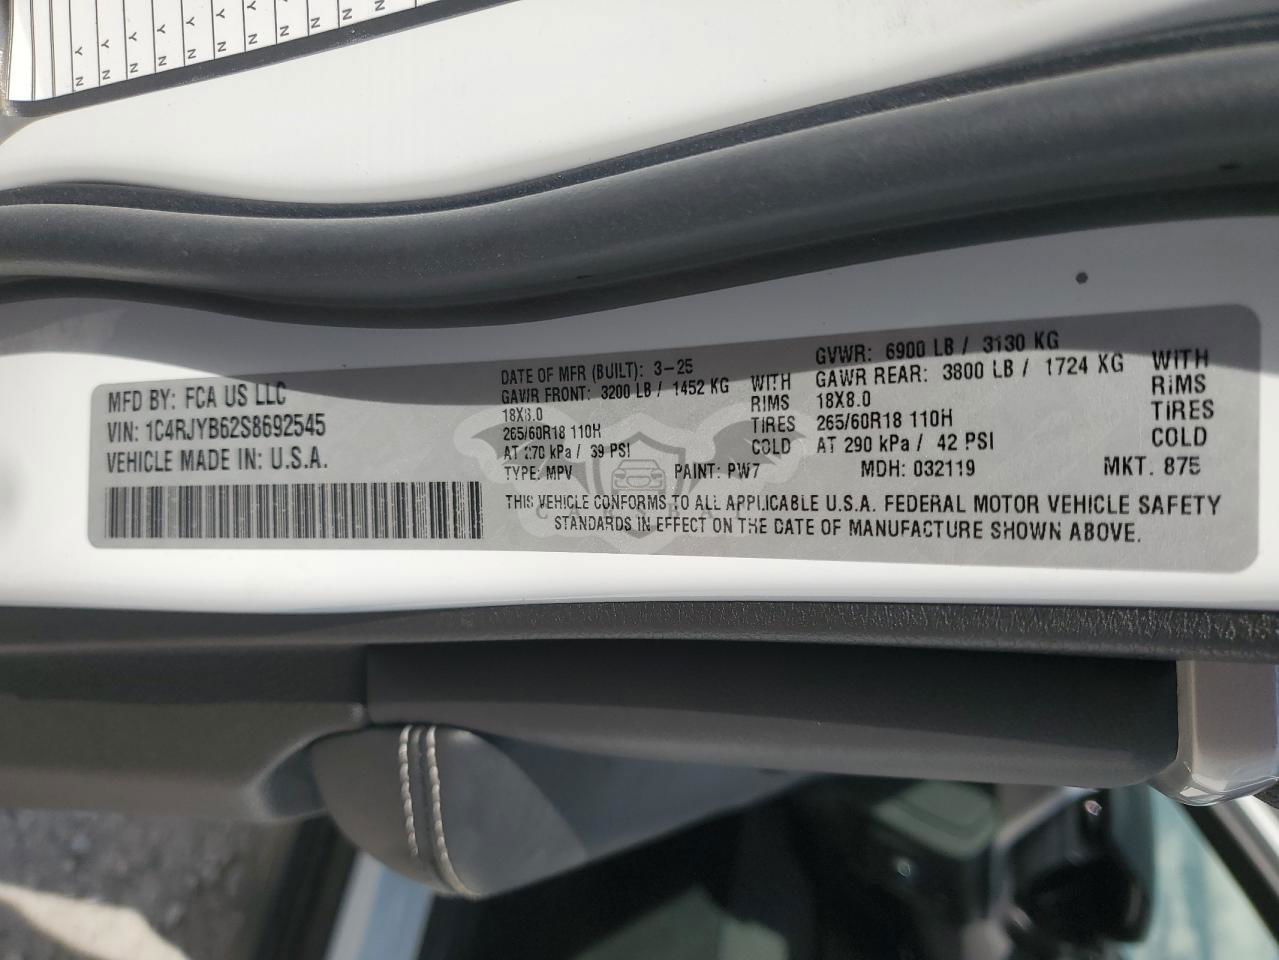 Y Y Y Y Y Y Y Y Y Y Y Y
N N N N N N N N N N N N
MFD BY: FCA US LLC
VIN: 1C4RJYB62S8692545
VEHICLE MADE IN: U.S.A.
DATE OF MFR (BUILT): 3-25
GAWR FRONT: 3200 LB / 1452 KG WITH
18X8.0 RIMS
265/60R18 110H TIRES
AT 270 kPa / 39 PSI COLD
GVWR: 6900 LB / 3130 KG
GAWR REAR: 3800 LB / 1724 KG WITH
18X8.0 RIMS
265/60R18 110H TIRES
AT 290 kPa / 42 PSI COLD
TYPE: MPV PAINT: PW7 MDH: 032119 MKT. 875
THIS VEHICLE CONFORMS TO ALL APPLICABLE U.S.A. FEDERAL MOTOR VEHICLE SAFETY
STANDARDS IN EFFECT ON THE DATE OF MANUFACTURE SHOWN ABOVE.